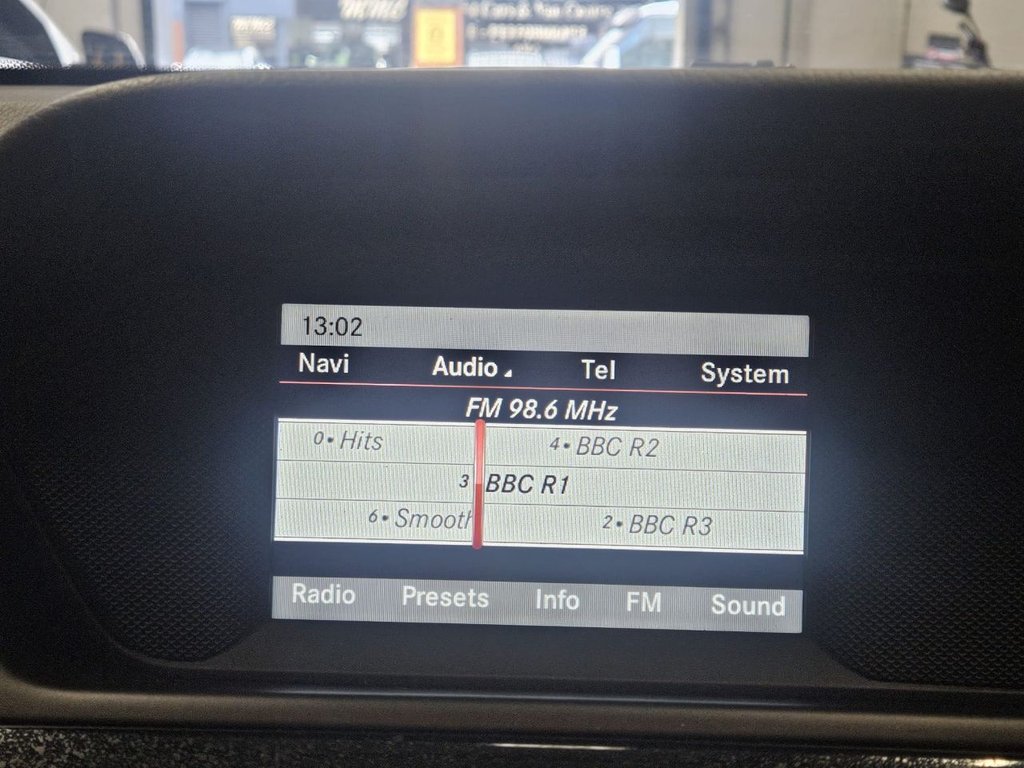 13:02
Navi Audio Tel System
FM 98.6 MHz
0• Hits 4• BBC R2
3 BBC R1
6• Smooth 2• BBC R3
Radio Presets Info FM Sound